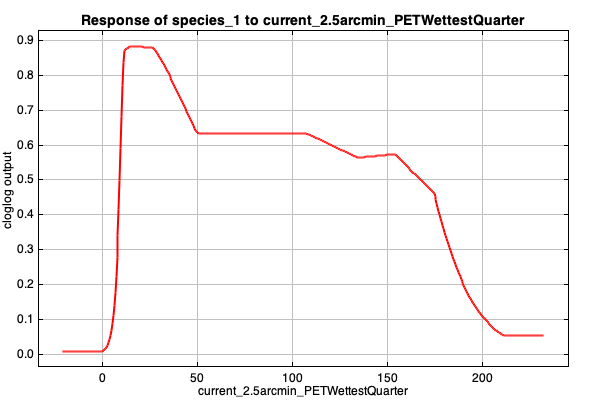 Response of species_1 to current_2.5arcmin_PETWettestQuarter
0.9
0.8
0.7
0.6
0.5
0.4
0.3
0.2
0.1
0.0
cloglog output
0 50 100 150 200
current_2.5arcmin_PETWettestQuarter